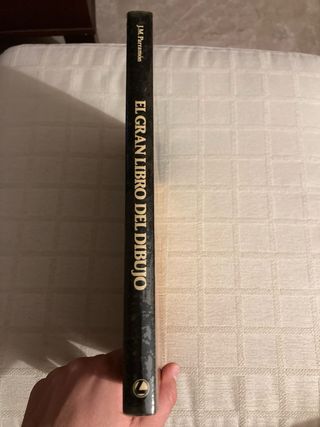 J.M. Parramón
EL GRAN LIBRO DEL DIBUJO